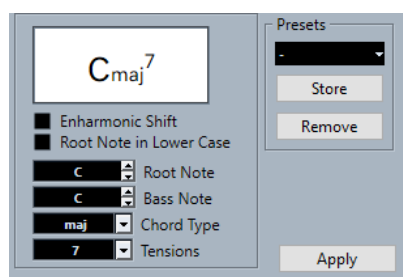 Cmaj7
Enharmonic Shift
Root Note in Lower Case
C Root Note
C Bass Note
maj Chord Type
7 Tensions
Presets
-
Store
Remove
Apply